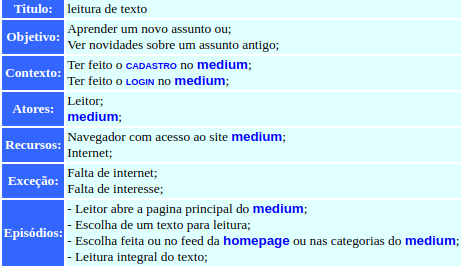 Título: leitura de texto
Objetivo: Aprender um novo assunto ou;
Ver novidades sobre um assunto antigo;
Contexto: Ter feito o CADASTRO no medium;
Ter feito o LOGIN no medium;
Atores: Leitor;
medium;
Recursos: Navegador com acesso ao site medium;
Internet;
Exceção: Falta de internet;
Falta de interesse;
Episódios: - Leitor abre a pagina principal do medium;
- Escolha de um texto para leitura;
- Escolha feita ou no feed da homepage ou nas categorias do medium;
- Leitura integral do texto;